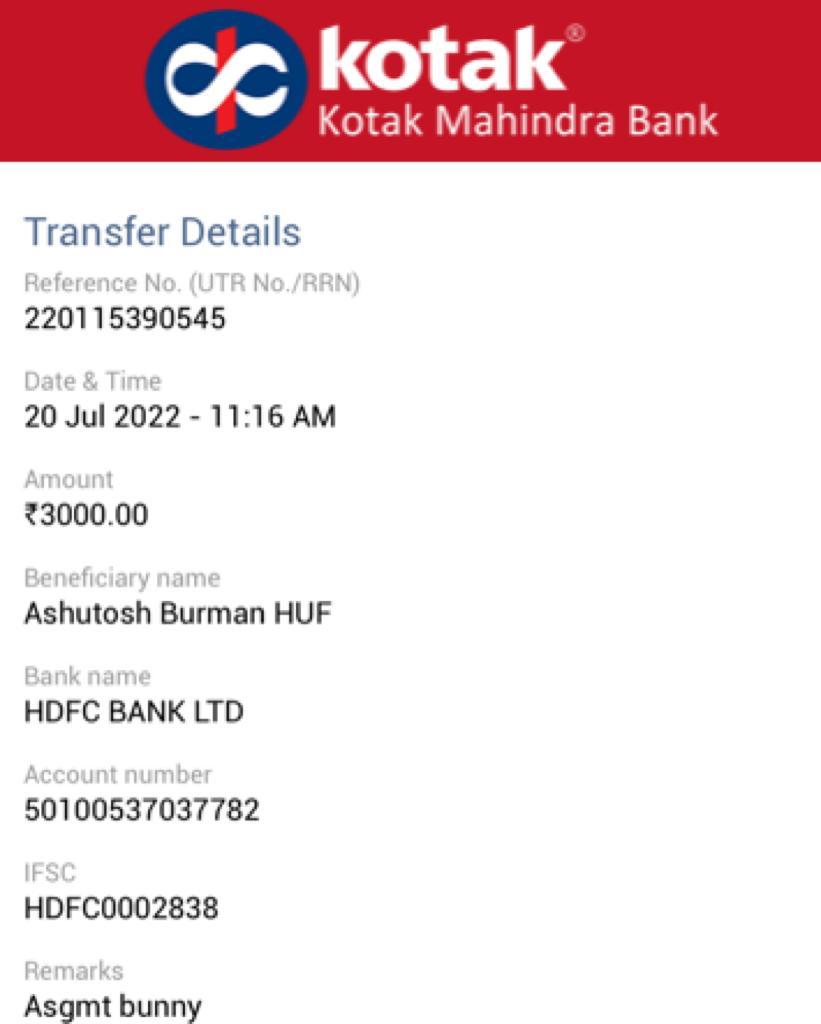 kotak®
Kotak Mahindra Bank
Transfer Details
Reference No. (UTR No./RRN)
220115390545
Date & Time
20 Jul 2022 - 11:16 AM
Amount
₹3000.00
Beneficiary name
Ashutosh Burman HUF
Bank name
HDFC BANK LTD
Account number
50100537037782
IFSC
HDFC0002838
Remarks
Asgmt bunny